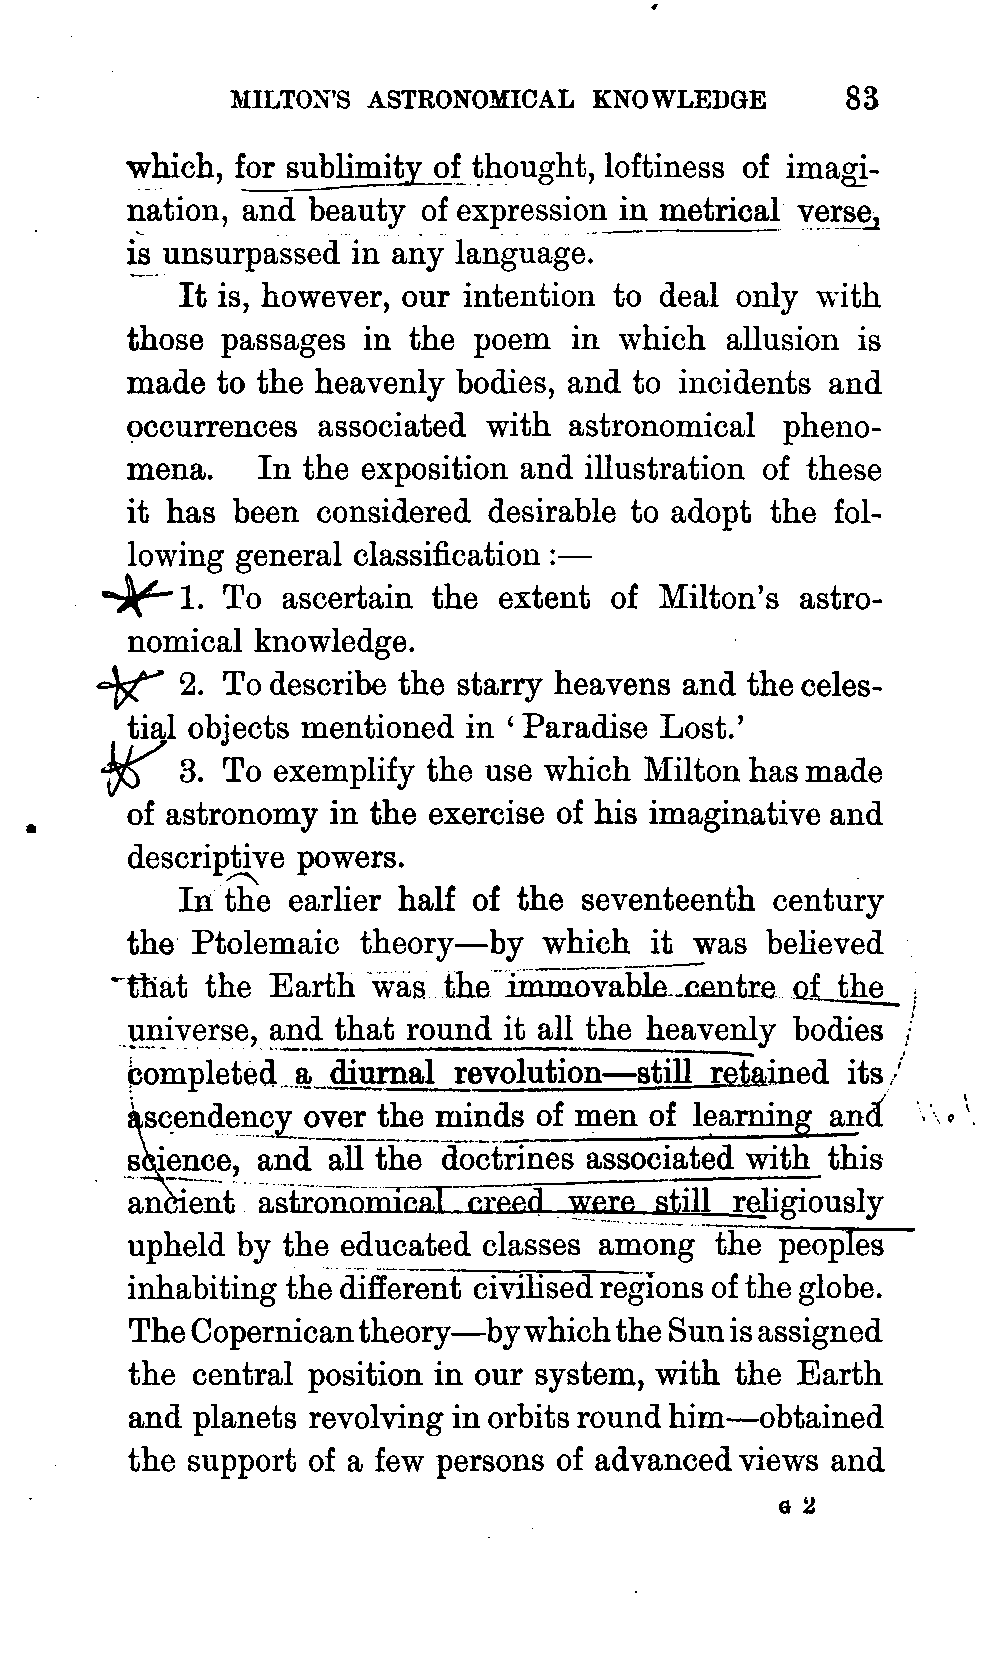 MILTON'S ASTRONOMICAL KNOWLEDGE 83
which, for sublimity of thought, loftiness of imagi-
nation, and beauty of expression in metrical verse,
is unsurpassed in any language.
It is, however, our intention to deal only with
those passages in the poem in which allusion is
made to the heavenly bodies, and to incidents and
occurrences associated with astronomical pheno-
mena. In the exposition and illustration of these
it has been considered desirable to adopt the fol-
lowing general classification :—
1. To ascertain the extent of Milton's astro-
nomical knowledge.
2. To describe the starry heavens and the celes-
tial objects mentioned in ‘Paradise Lost.’
3. To exemplify the use which Milton has made
of astronomy in the exercise of his imaginative and
descriptive powers.
In the earlier half of the seventeenth century
the Ptolemaic theory—by which it was believed
that the Earth was the immovable centre of the
universe, and that round it all the heavenly bodies
completed a diurnal revolution—still retained its
ascendency over the minds of men of learning and
science, and all the doctrines associated with this
ancient astronomical creed were still religiously
upheld by the educated classes among the peoples
inhabiting the different civilised regions of the globe.
The Copernican theory—by which the Sun is assigned
the central position in our system, with the Earth
and planets revolving in orbits round him—obtained
the support of a few persons of advanced views and
G 2